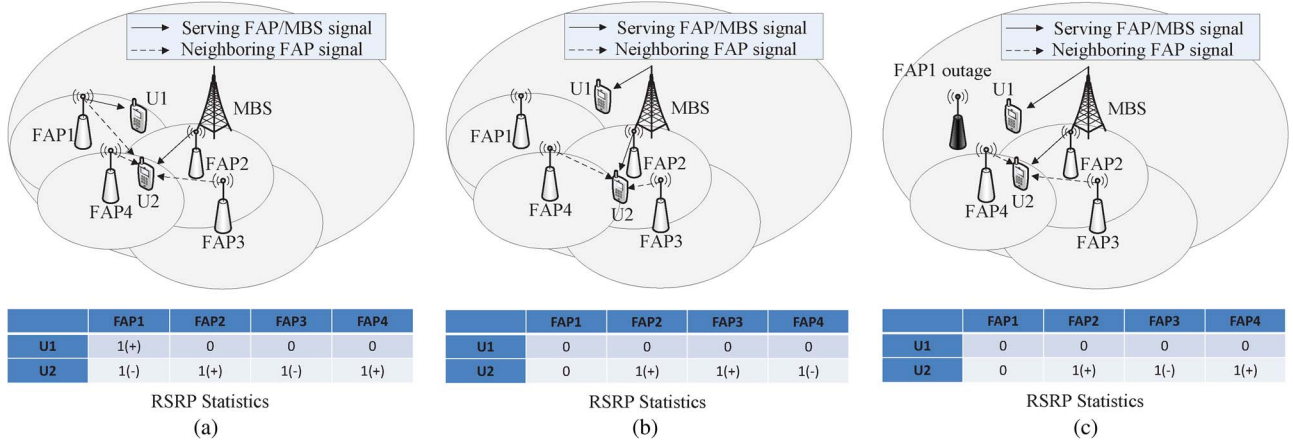 Serving FAP/MBS signal
Neighboring FAP signal
U1
MBS
FAP1
FAP2
FAP4
U2
FAP3
FAP1 FAP2 FAP3 FAP4
U1 1(+) 0 0 0
U2 1(-) 1(+) 1(-) 1(+)
RSRP Statistics
(a)
Serving FAP/MBS signal
Neighboring FAP signal
U1
MBS
FAP1
FAP2
FAP4
U2
FAP3
FAP1 FAP2 FAP3 FAP4
U1 0 0 0 0
U2 0 1(+) 1(+) 1(-)
RSRP Statistics
(b)
Serving FAP/MBS signal
Neighboring FAP signal
FAP1 outage
U1
MBS
FAP2
FAP4
U2
FAP3
FAP1 FAP2 FAP3 FAP4
U1 0 0 0 0
U2 0 1(+) 1(-) 1(+)
RSRP Statistics
(c)